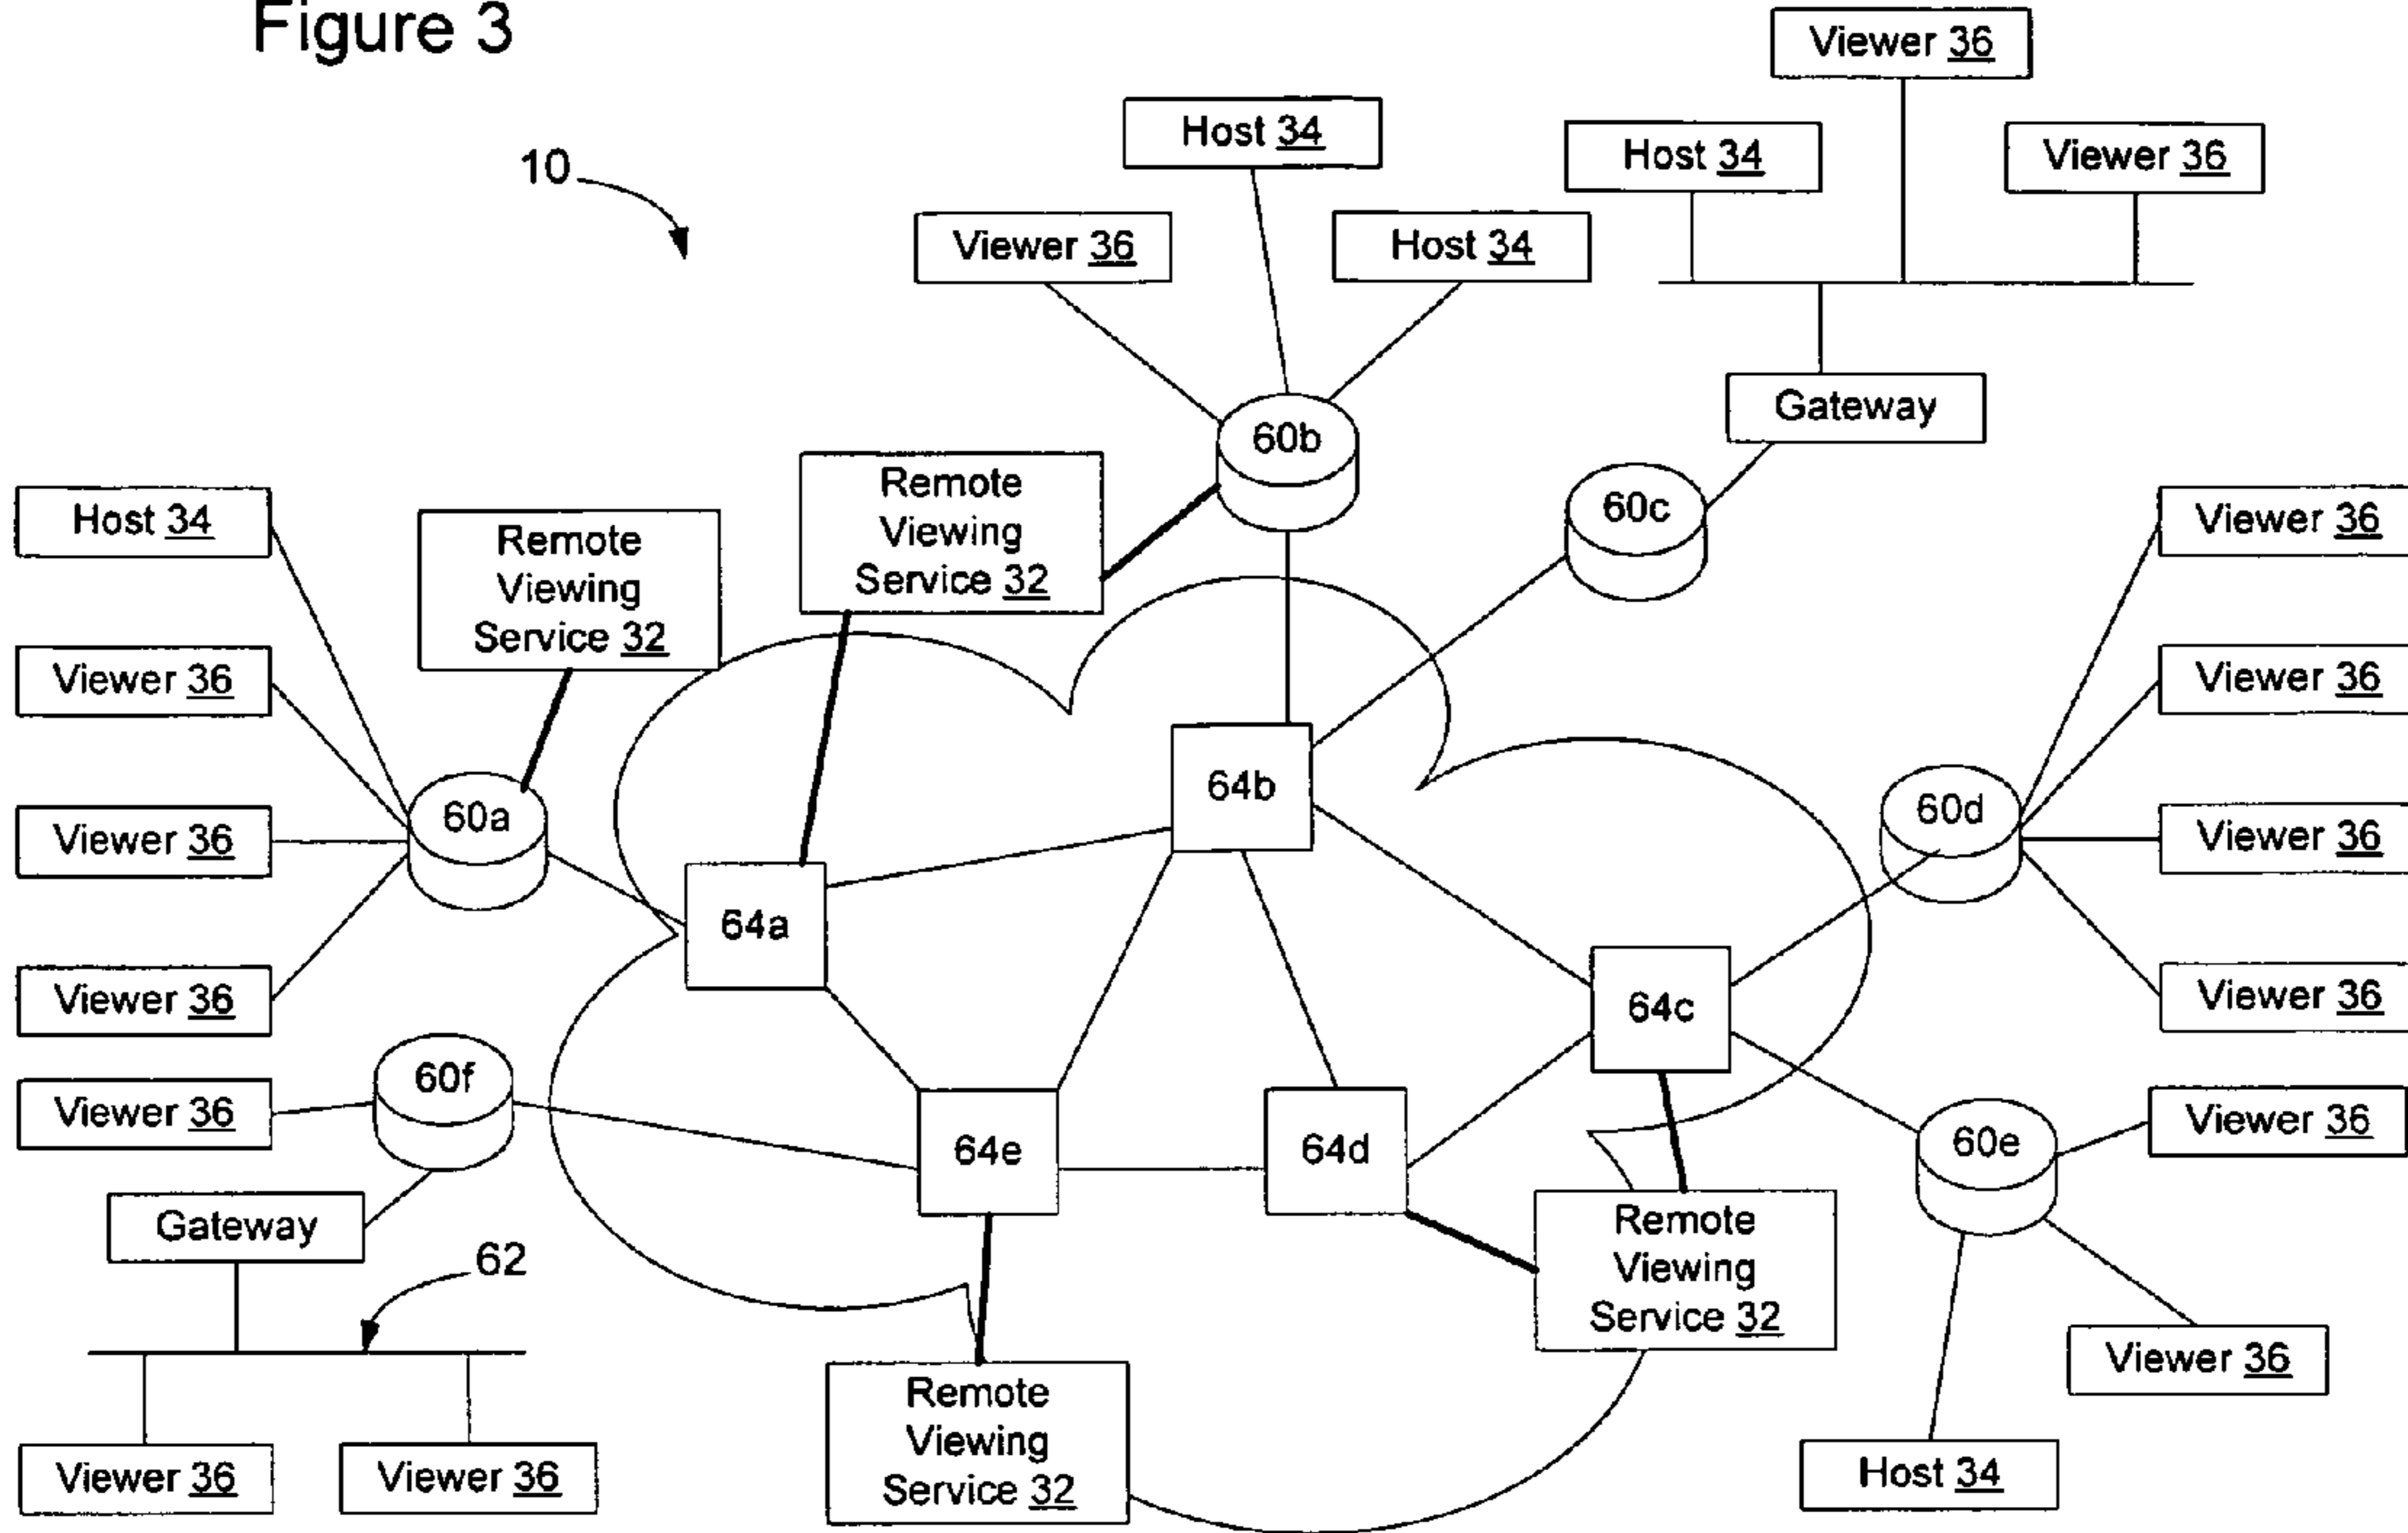 Figure 3
Viewer 36
Host 34
Host 34
Viewer 36
10
Viewer 36
Host 34
Gateway
60b
Remote
Viewing
Service 32
60c
Host 34
Remote
Viewing
Service 32
Viewer 36
Viewer 36
Viewer 36
64b
60a
60d
Viewer 36
Viewer 36
64a
Viewer 36
Viewer 36
64c
60f
Viewer 36
64e
64d
60e
Viewer 36
Gateway
62
Remote
Viewing
Service 32
Viewer 36
Remote
Viewing
Service 32
Viewer 36
Viewer 36
Host 34